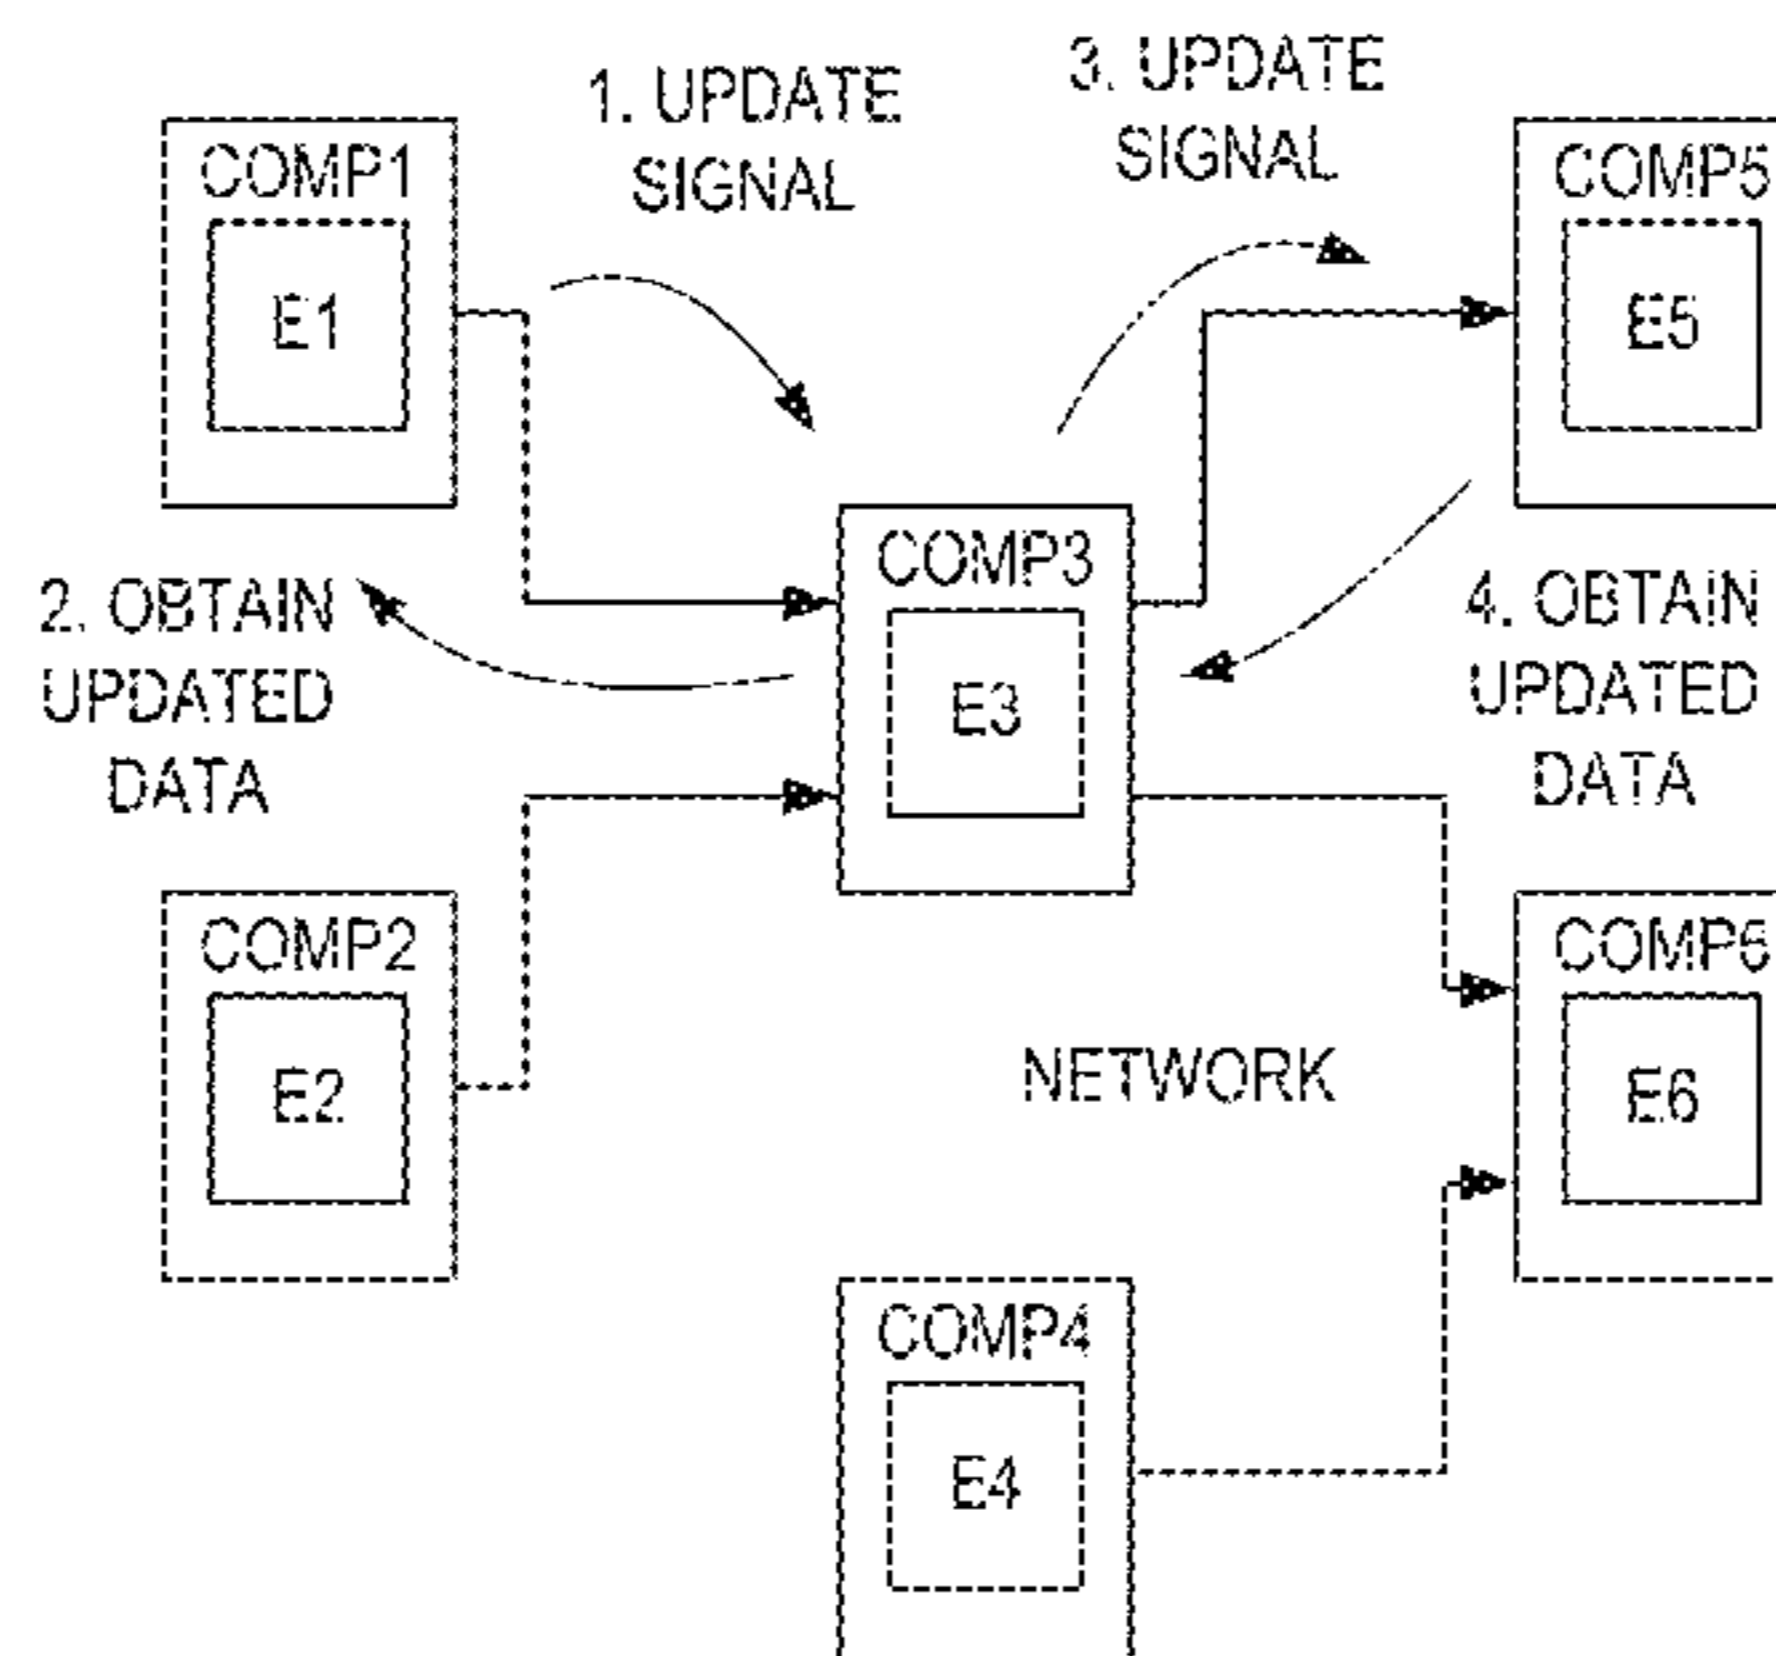 1. UPDATE
SIGNAL
3. UPDATE
SIGNAL
COMP1
E1
COMP5
E5
2. OBTAIN
UPDATED
DATA
COMP3
E3
4. OBTAIN
UPDATED
DATA
COMP2
E2
NETWORK
COMP6
E6
COMP4
E4